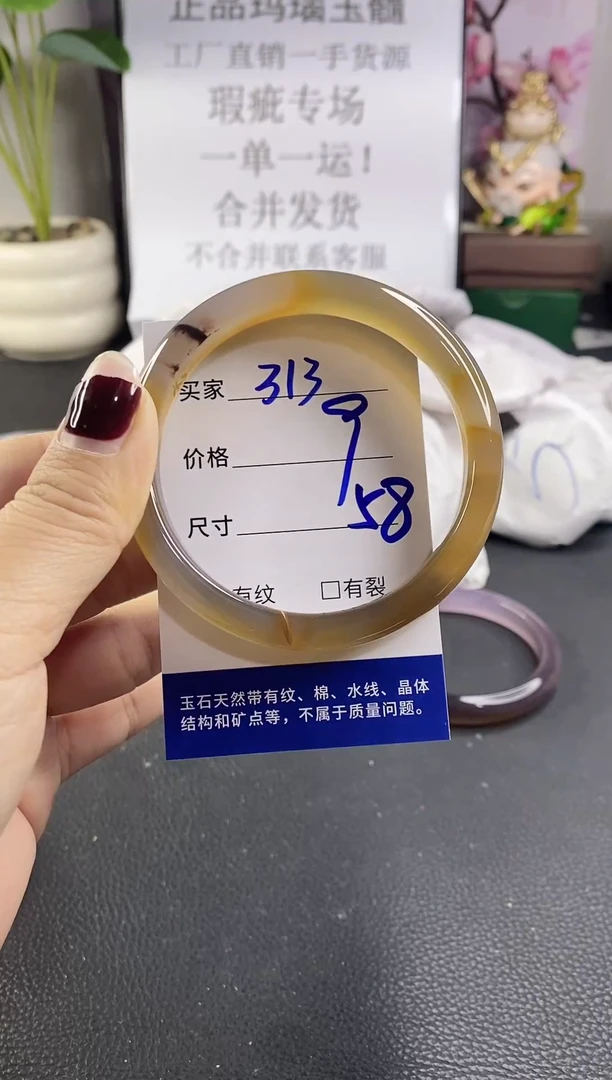 正品玛瑙玉髓
工厂直销一手货源
瑕疵专场
一单一运！
合并发货
不合并联系客服
买家 313
价格 9
尺寸 58
有纹 □有裂
玉石天然带有纹、棉、水线、晶体
结构和矿点等，不属于质量问题。